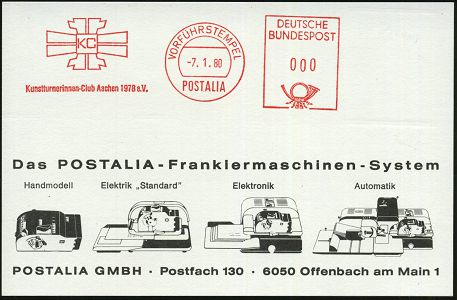 KC
Kunstturnerinnen-Club Aachen 1978 e.V.
VORFÜHRSTEMPEL
-7. 1. 80
POSTALIA
DEUTSCHE
BUNDESPOST
000
Das POSTALIA-Frankiermaschinen-System
Handmodell Elektrik „Standard" Elektronik Automatik
POSTALIA GMBH · Postfach 130 · 6050 Offenbach am Main 1